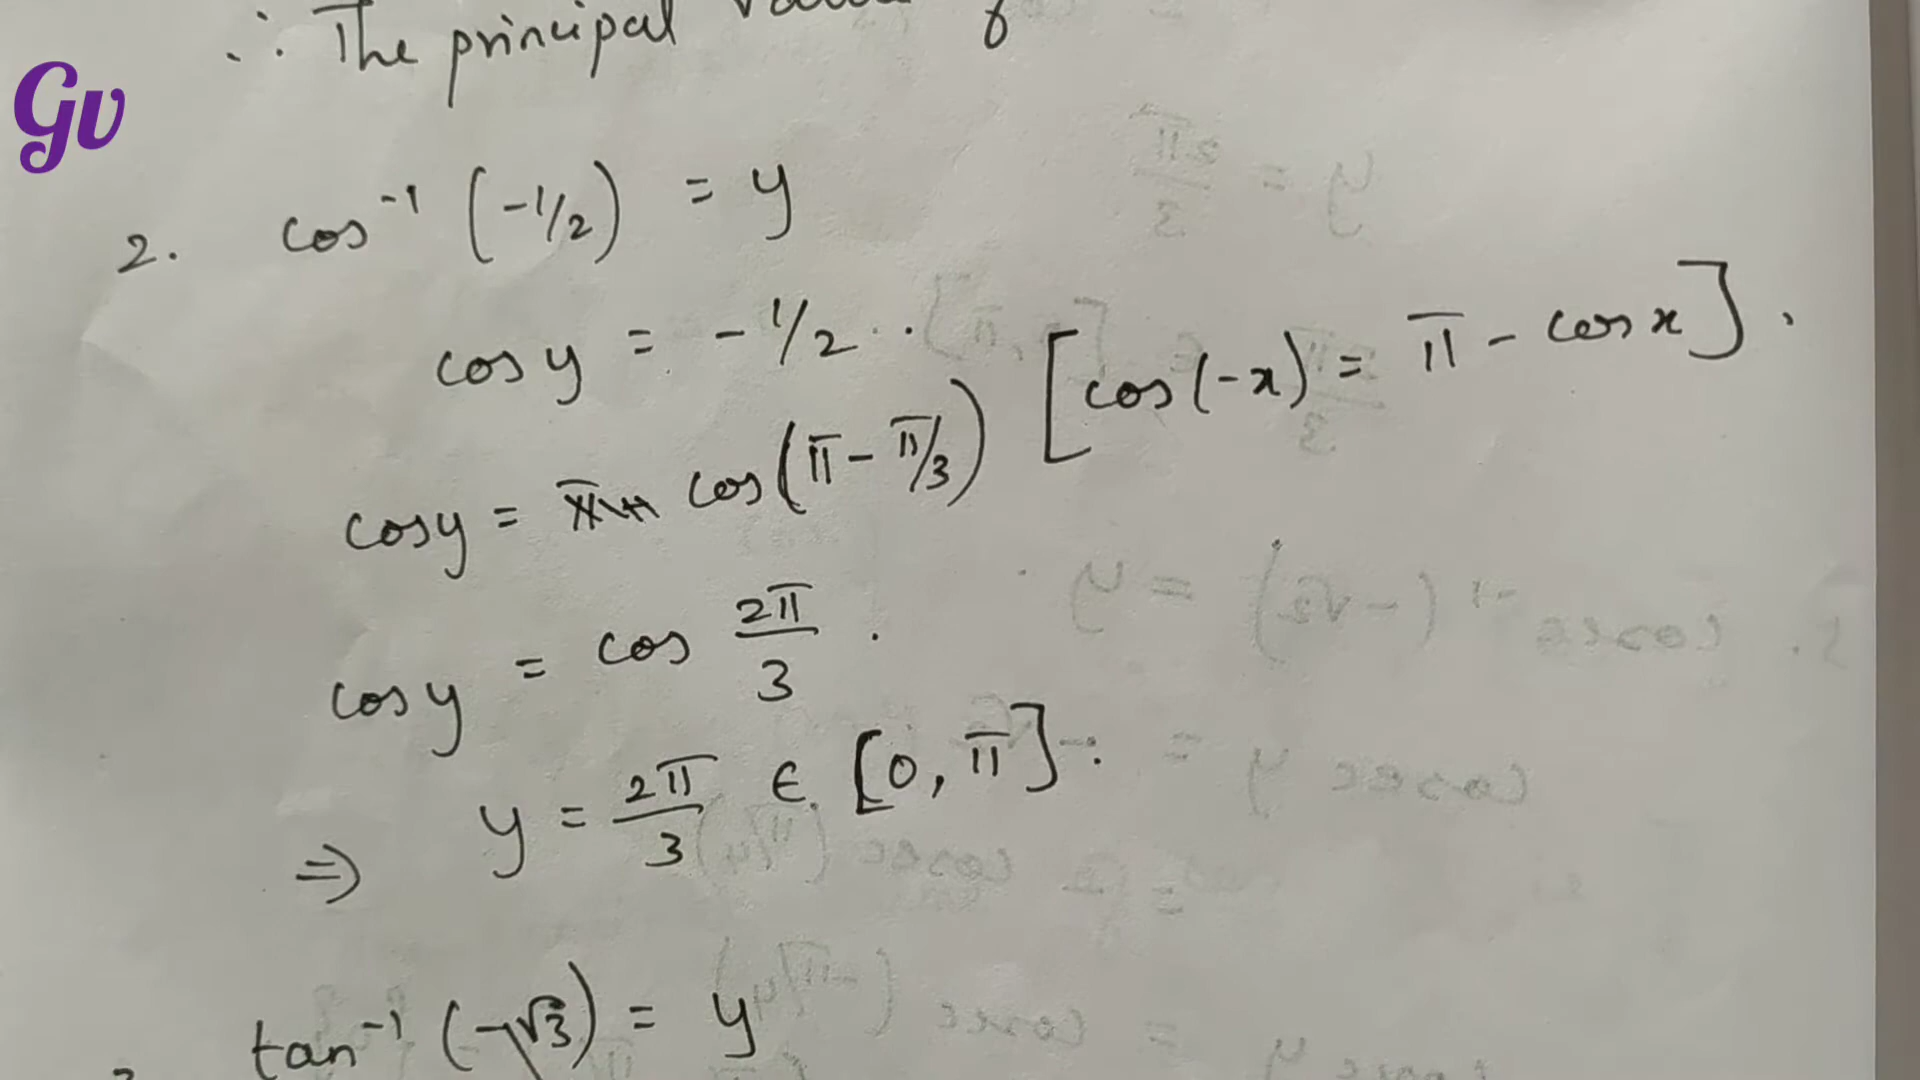 Gv
∴ The principal
2. cos⁻¹ (-1/2) = y
cos y = -1/2 .. [cos(-x) = π - cos x].
cos y = cos(π - π/3)
cos y = cos 2π/3 .
⇒ y = 2π/3 ∈ [0, π].
tan⁻¹ (-√3) = y